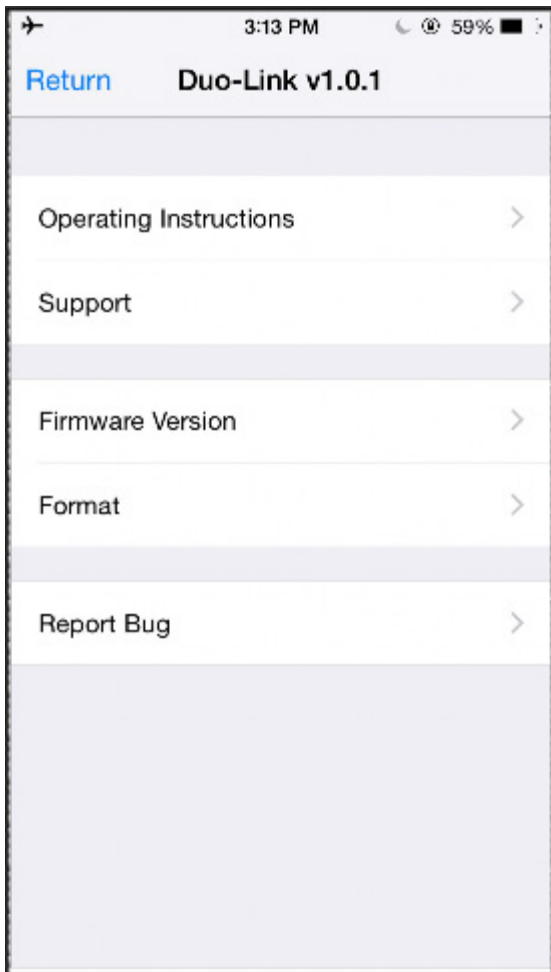 3:13 PM 59%
Return Duo-Link v1.0.1
Operating Instructions
Support
Firmware Version
Format
Report Bug